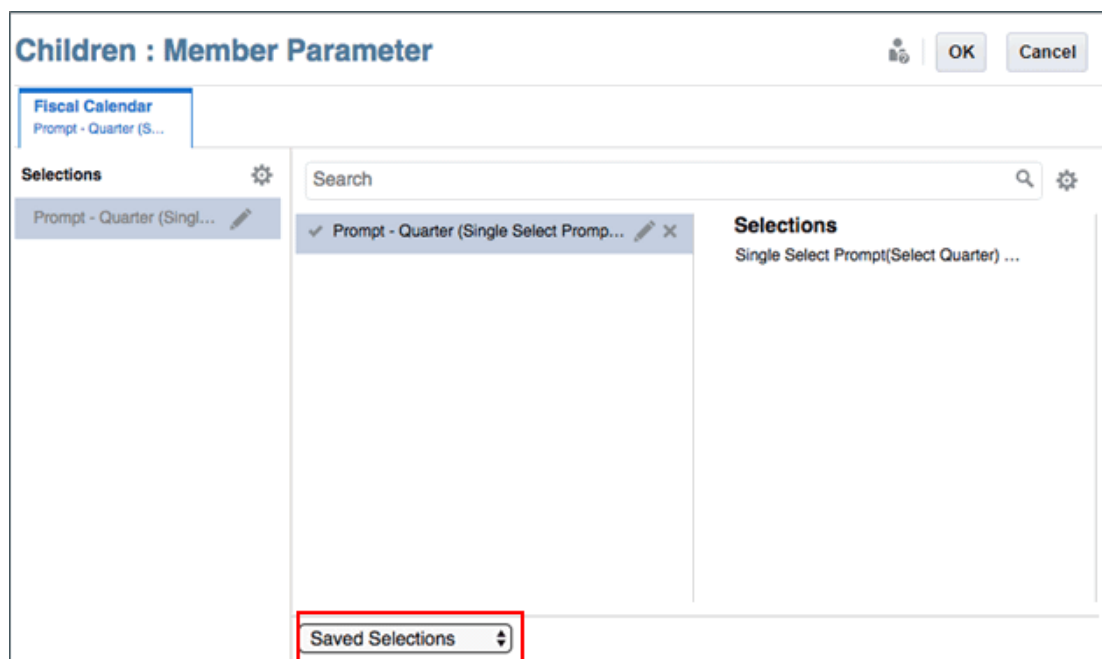 Children : Member Parameter
OK
Cancel
Fiscal Calendar
Prompt - Quarter (S...
Selections
Search
Prompt - Quarter (Singl...
Prompt - Quarter (Single Select Promp...
Selections
Single Select Prompt(Select Quarter) ...
Saved Selections